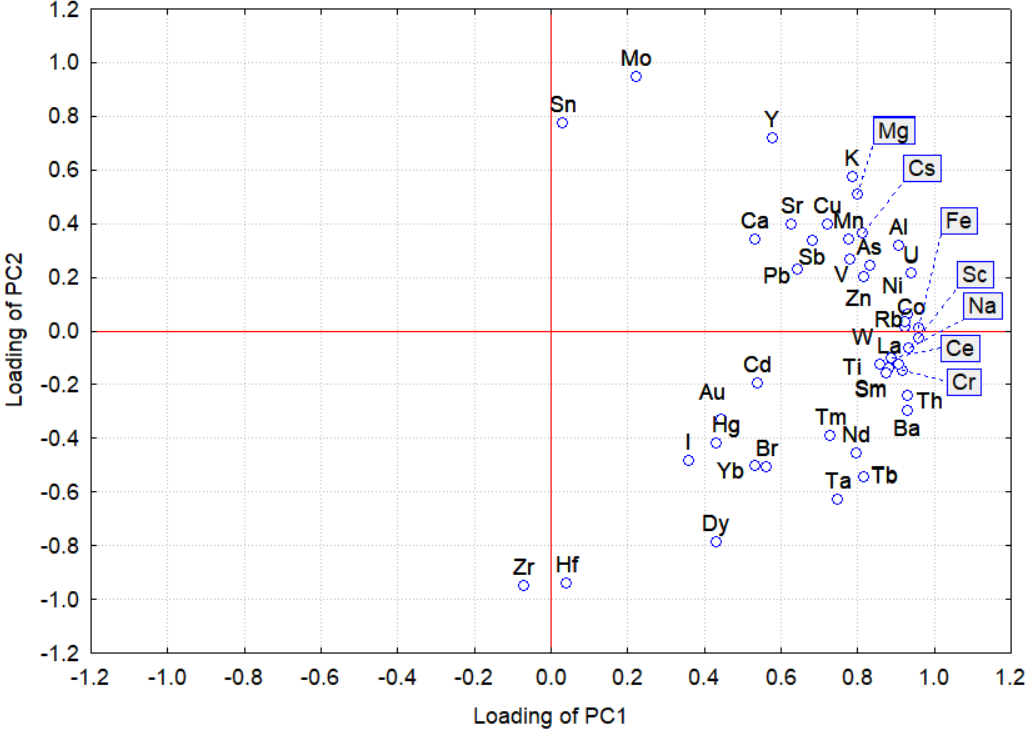 1.2
1.0
0.8
0.6
0.4
0.2
0.0
-0.2
-0.4
-0.6
-0.8
-1.0
-1.2
Loading of PC2
Mo
Sn
Y
Mg
K
Cs
Sr
Cu
Ca
Mn
Al
Fe
Sb
As
U
Pb
V
Ni
Sc
Zn
Co
Na
Rb
W
La
Ce
Cd
Ti
Sm
Cr
Au
Th
Hg
Tm
Ba
I
Nd
Yb
Br
Ta
Tb
Dy
Zr
Hf
-1.2 -1.0 -0.8 -0.6 -0.4 -0.2 0.0 0.2 0.4 0.6 0.8 1.0 1.2
Loading of PC1